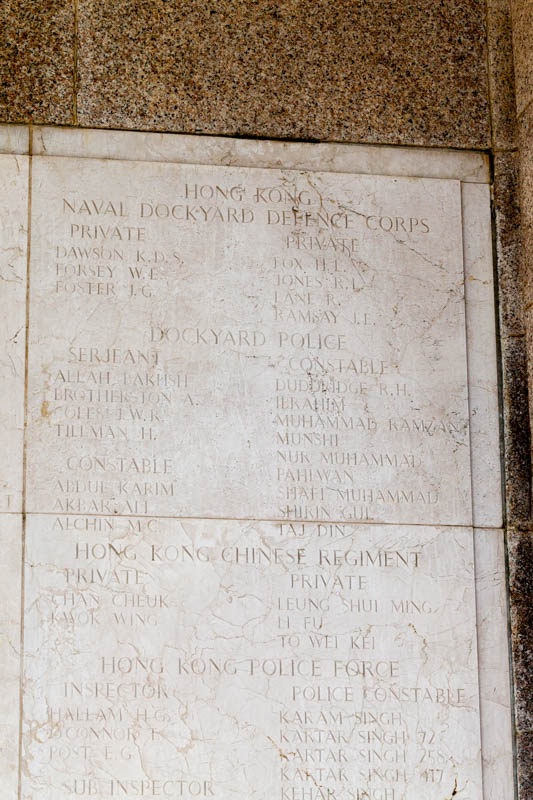 HONG KONG
NAVAL DOCKYARD DEFENCE CORPS
PRIVATE
DAWSON K.D.S.
FORSEY W.E.
FOSTER J.G.
PRIVATE
FOX H.L.
JONES R.L.
LANE R.
RAMSAY J.L.
DOCKYARD POLICE
SERJEANT
ALLAH BAKHSH
BROTHERSTON A.
COLES J.W.R.
TILLMAN H.
CONSTABLE
ABDUL KARIM
AKBAR ALI
ALCHIN M.C.
CONSTABLE
DUDDRIDGE R.H.
IBRAHIM
MUHAMMAD RAMZAN
MUNSHI
NUR MUHAMMAD
PAHLWAN
SHAFI MUHAMMAD
SHIRIN GUL
TAJ DIN
HONG KONG CHINESE REGIMENT
PRIVATE
CHAN CHEUK
KWOK WING
PRIVATE
LEUNG SHUI MING
LI FU
TO WEI KEI
HONG KONG POLICE FORCE
INSPECTOR
HALLAM H.G.
O'CONNOR T.
POST E.G.
SUB. INSPECTOR
POLICE CONSTABLE
KARAM SINGH
KARTAR SINGH, 72
KARTAR SINGH, 258
KARTAR SINGH, 417
KEHAR SINGH